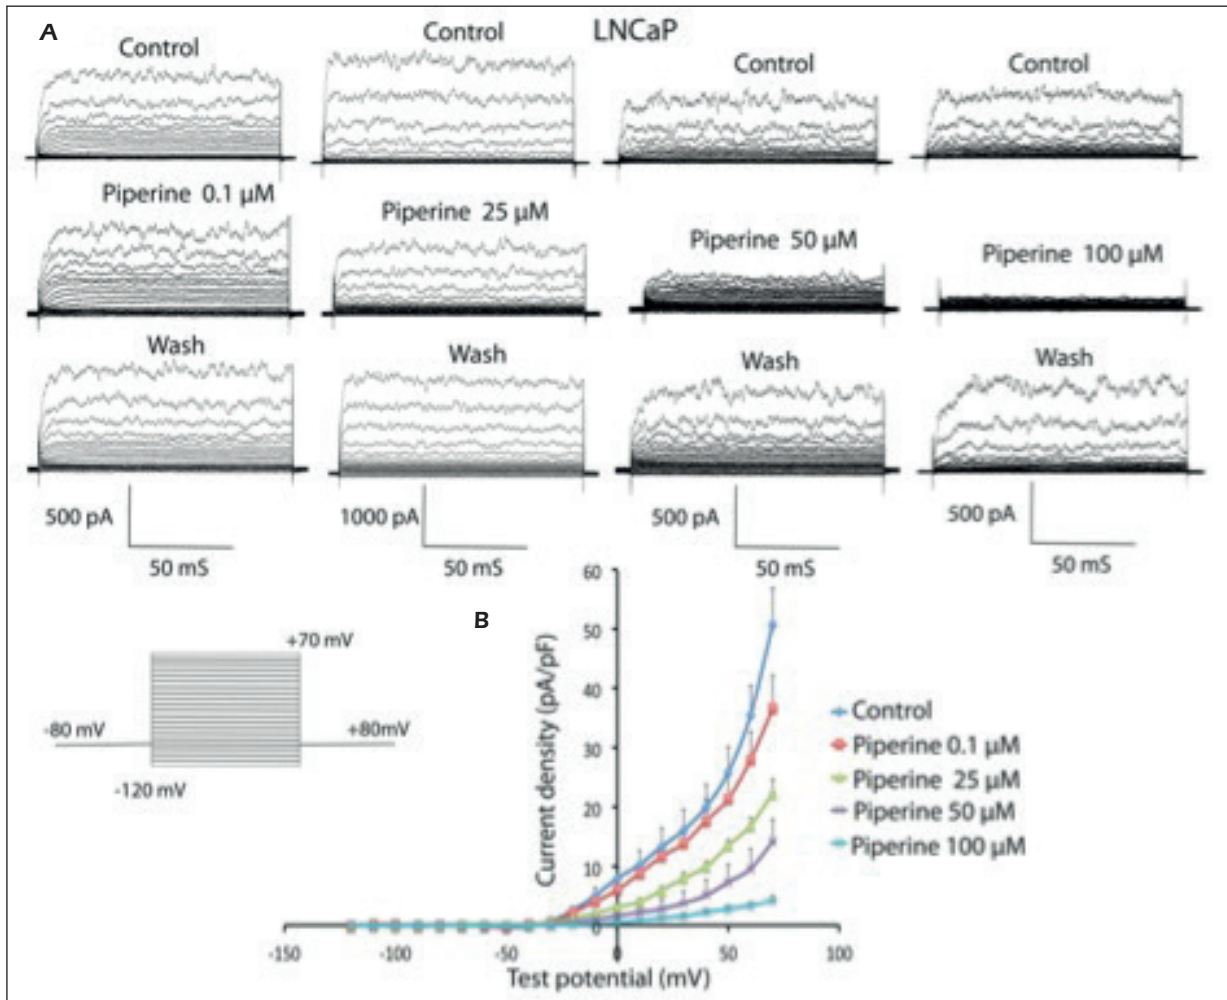 A
LNCaP
Control
Control
Control
Control
Piperine 0.1 μM
Piperine 25 μM
Piperine 50 μM
Piperine 100 μM
Wash
Wash
Wash
Wash
500 pA
50 mS
1000 pA
50 mS
500 pA
50 mS
500 pA
50 mS
+70 mV
-80 mV
+80mV
-120 mV
B
Current density (pA/pF)
60
50
40
30
20
10
0
-150
-100
-50
0
50
100
Test potential (mV)
Control
Piperine 0.1 μM
Piperine 25 μM
Piperine 50 μM
Piperine 100 μM